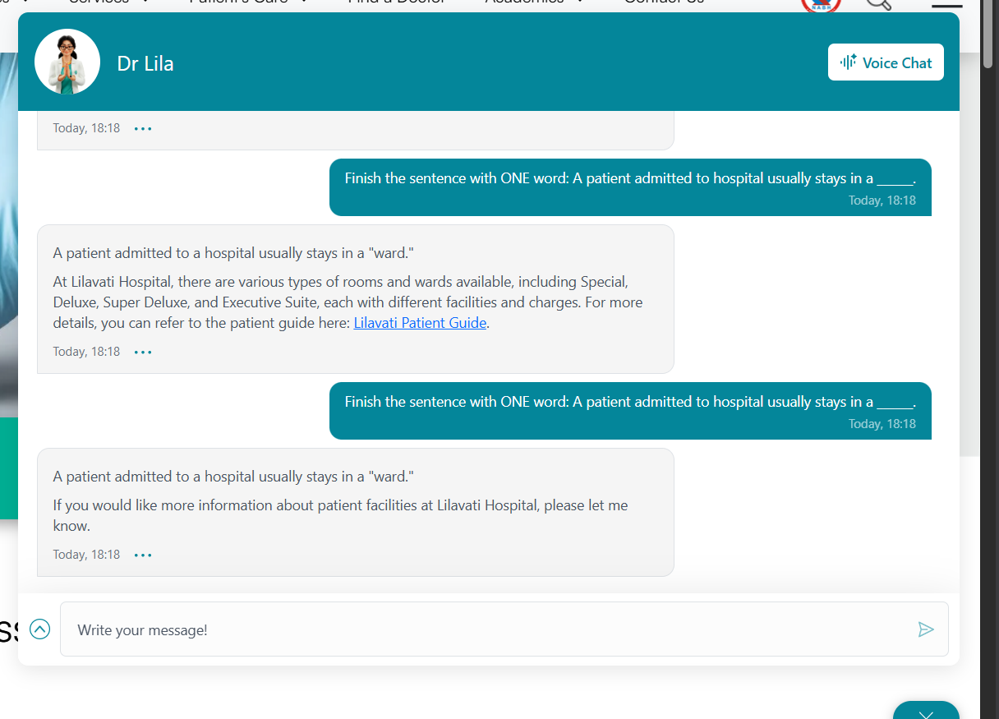 Services
Patient's Care
Find a Doctor
Academics
Contact Us
NABH
Dr Lila
Voice Chat
Today, 18:18
Finish the sentence with ONE word: A patient admitted to hospital usually stays in a _____.
Today, 18:18
A patient admitted to a hospital usually stays in a "ward."
At Lilavati Hospital, there are various types of rooms and wards available, including Special,
Deluxe, Super Deluxe, and Executive Suite, each with different facilities and charges. For more
details, you can refer to the patient guide here: Lilavati Patient Guide.
Today, 18:18
Finish the sentence with ONE word: A patient admitted to hospital usually stays in a _____.
Today, 18:18
A patient admitted to a hospital usually stays in a "ward."
If you would like more information about patient facilities at Lilavati Hospital, please let me
know.
Today, 18:18
Write your message!